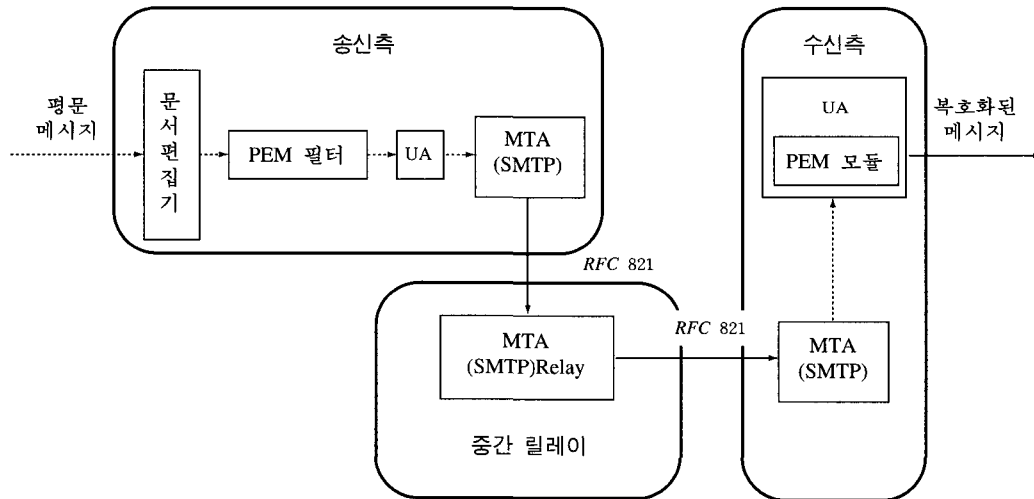 송신측
평문
메시지
문서편집기
PEM 필터
UA
MTA
(SMTP)
RFC 821
MTA
(SMTP)Relay
중간 릴레이
RFC 821
수신측
UA
PEM 모듈
복호화된
메시지
MTA
(SMTP)